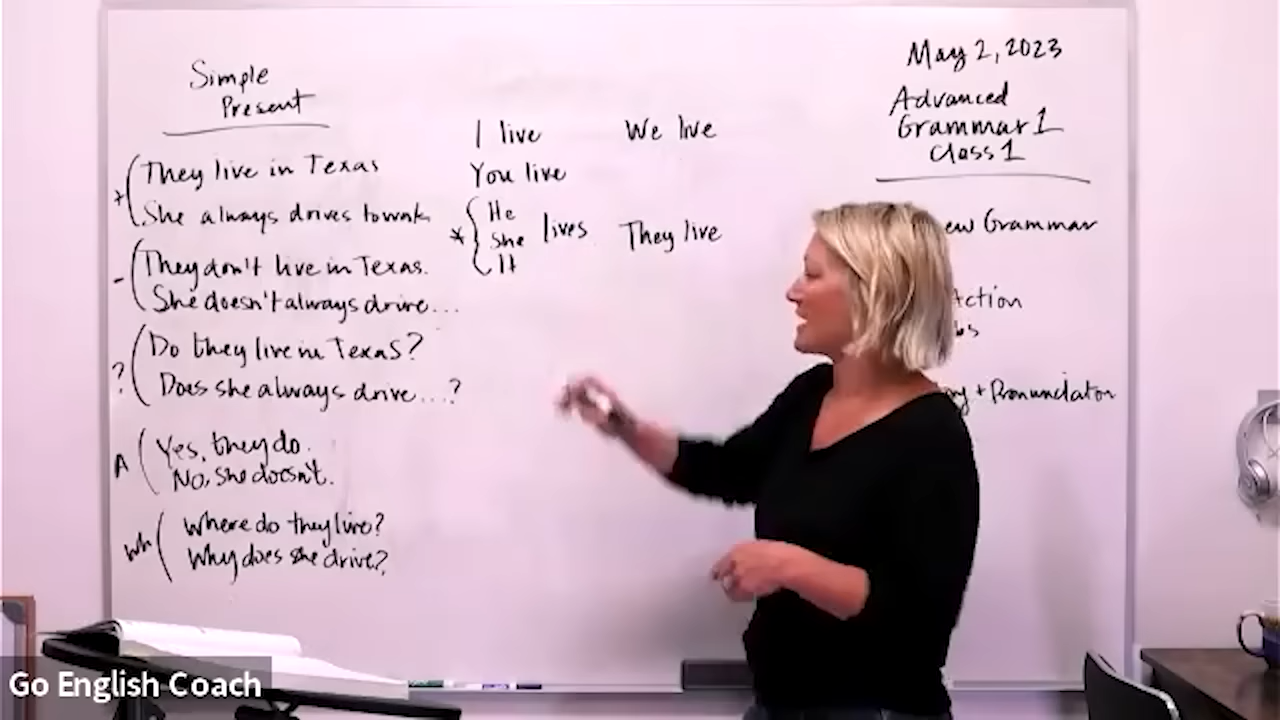 Simple
Present
+
They live in Texas
She always drives to work
-
They don't live in Texas.
She doesn't always drive...
?
Do they live in Texas?
Does she always drive...?
A
Yes, they do.
No, she doesn't.
Wh
Where do they live?
Why does she drive?
I live
We live
You live
*
He
She
It
lives
They live
May 2, 2023
Advanced
Grammar 1
Class 1
ew Grammar
Action
bs
y + Pronunciation
Go English Coach